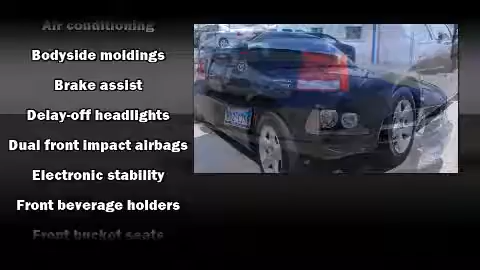 Air conditioning
Bodyside moldings
Brake assist
Delay-off headlights
Dual front impact airbags
Electronic stability
Front beverage holders
Front bucket seats